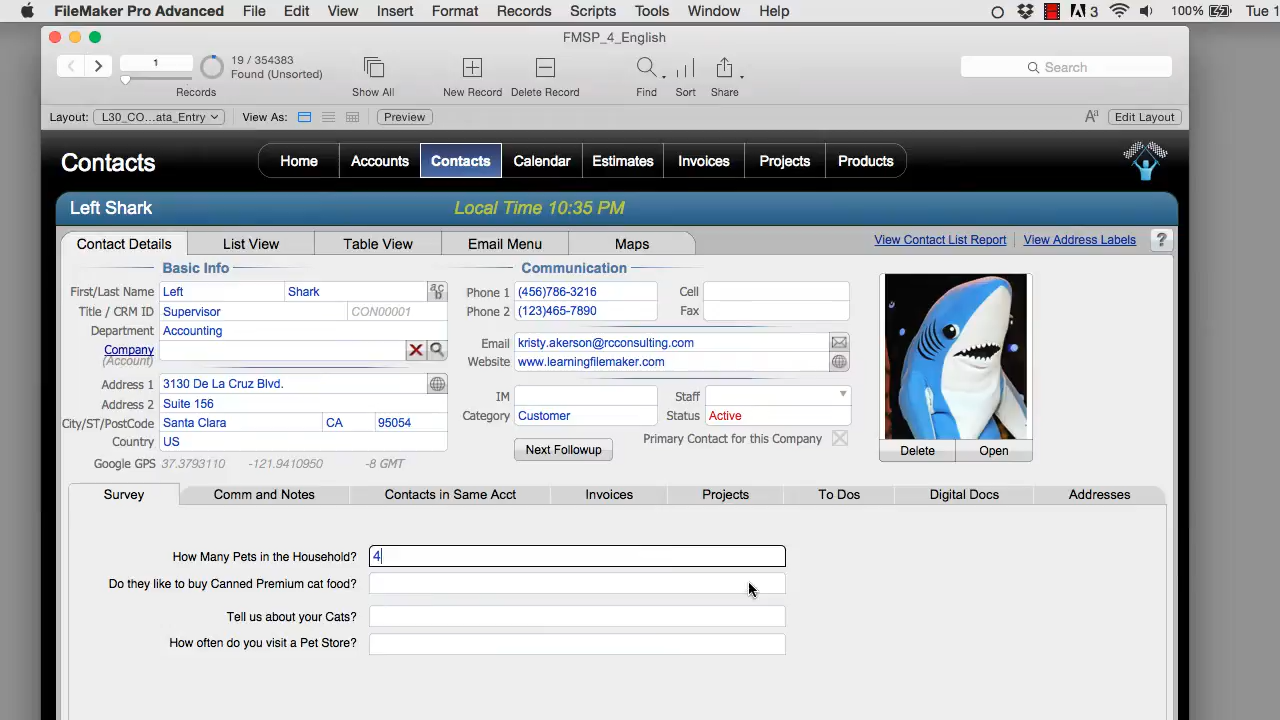 FileMaker Pro Advanced File Edit View Insert Format Records Scripts Tools Window Help 3 100% Tue 1
FMSP_4_English
1 19 / 354383
Found (Unsorted)
Search
Records Show All New Record Delete Record Find Sort Share
Layout: L30_CO...ata_Entry View As: Preview Edit Layout
Contacts Home Accounts Contacts Calendar Estimates Invoices Projects Products
Left Shark Local Time 10:35 PM
Contact Details List View Table View Email Menu Maps View Contact List Report View Address Labels ?
Basic Info Communication
First/Last Name Left Shark Phone 1 (456)786-3216 Cell
Title / CRM ID Supervisor CON00001 Phone 2 (123)465-7890 Fax
Department Accounting
Company Email kristy.akerson@rcconsulting.com
(Account) Website www.learningfilemaker.com
Address 1 3130 De La Cruz Blvd.
Address 2 Suite 156 IM Staff
City/ST/PostCode Santa Clara CA 95054 Category Customer Status Active
Country US Primary Contact for this Company
Google GPS 37.3793110 -121.9410950 -8 GMT Next Followup Delete Open
Survey Comm and Notes Contacts in Same Acct Invoices Projects To Dos Digital Docs Addresses
How Many Pets in the Household? 4
Do they like to buy Canned Premium cat food?
Tell us about your Cats?
How often do you visit a Pet Store?